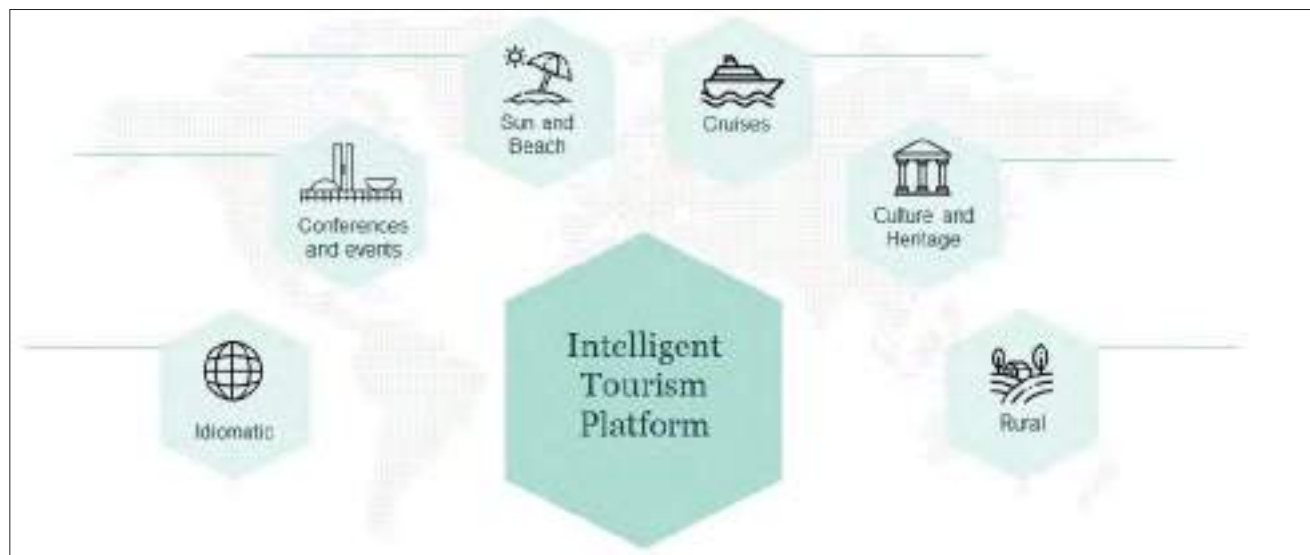 Sun and
Beach
Cruises
Conferences
and events
Culture and
Heritage
Intelligent
Tourism
Platform
Idiomatic
Rural